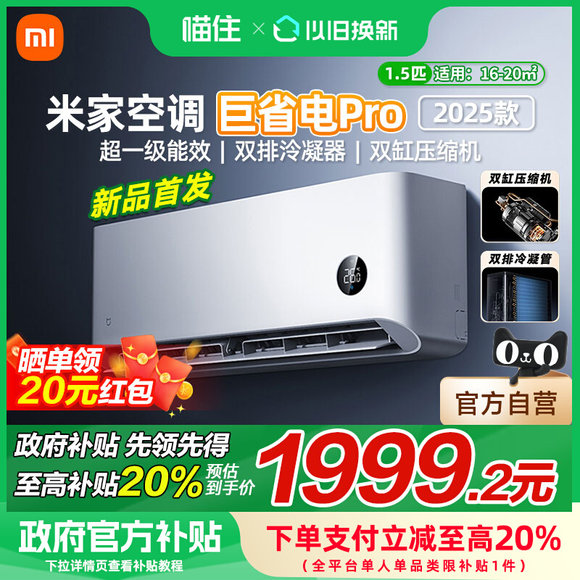 喵住 × 以旧换新
1.5匹 适用：16-20㎡
米家空调 巨省电Pro 2025款
超一级能效 | 双排冷凝器 | 双缸压缩机
新品首发
双缸压缩机
双排冷凝管
26
晒单领
20元红包
官方自营
政府补贴 先领先得
至高补贴20%
预估
到手价
1999.2元
政府官方补贴
下拉详情页查看补贴教程
下单支付立减至高20%
(全平台单人单品类限补贴1件)